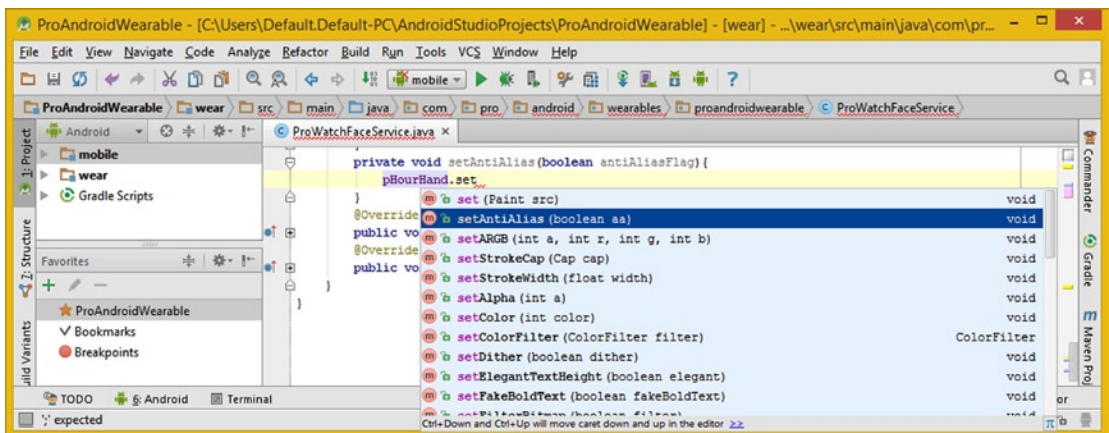 ProAndroidWearable - [C:\Users\Default.Default-PC\AndroidStudioProjects\ProAndroidWearable] - [wear] - ...\wear\src\main\java\com\pr...
File Edit View Navigate Code Analyze Refactor Build Run Tools VCS Window Help
mobile
ProAndroidWearable wear src main java com pro android wearables proandroidwearable ProWatchFaceService
Android
ProWatchFaceService.java
1: Project
mobile
wear
Gradle Scripts
Z: Structure
Favorites
ProAndroidWearable
Bookmarks
Breakpoints
uild Variants
private void setAntiAlias(boolean antiAliasFlag){
pHourHand.set
}
@Override
public vo
@Override
public vo
}
}
set(Paint src) void
setAntiAlias(boolean aa) void
setARGB(int a, int r, int g, int b) void
setStrokeCap(Cap cap) void
setStrokeWidth(float width) void
setAlpha(int a) void
setColor(int color) void
setColorFilter(ColorFilter filter) ColorFilter
setDither(boolean dither) void
setElegantTextHeight(boolean elegant) void
setFakeBoldText(boolean fakeBoldText) void
Ctrl+Down and Ctrl+Up will move caret down and up in the editor >>
Commander
Gradle
Maven Proj
TODO 6: Android Terminal or
';' expected